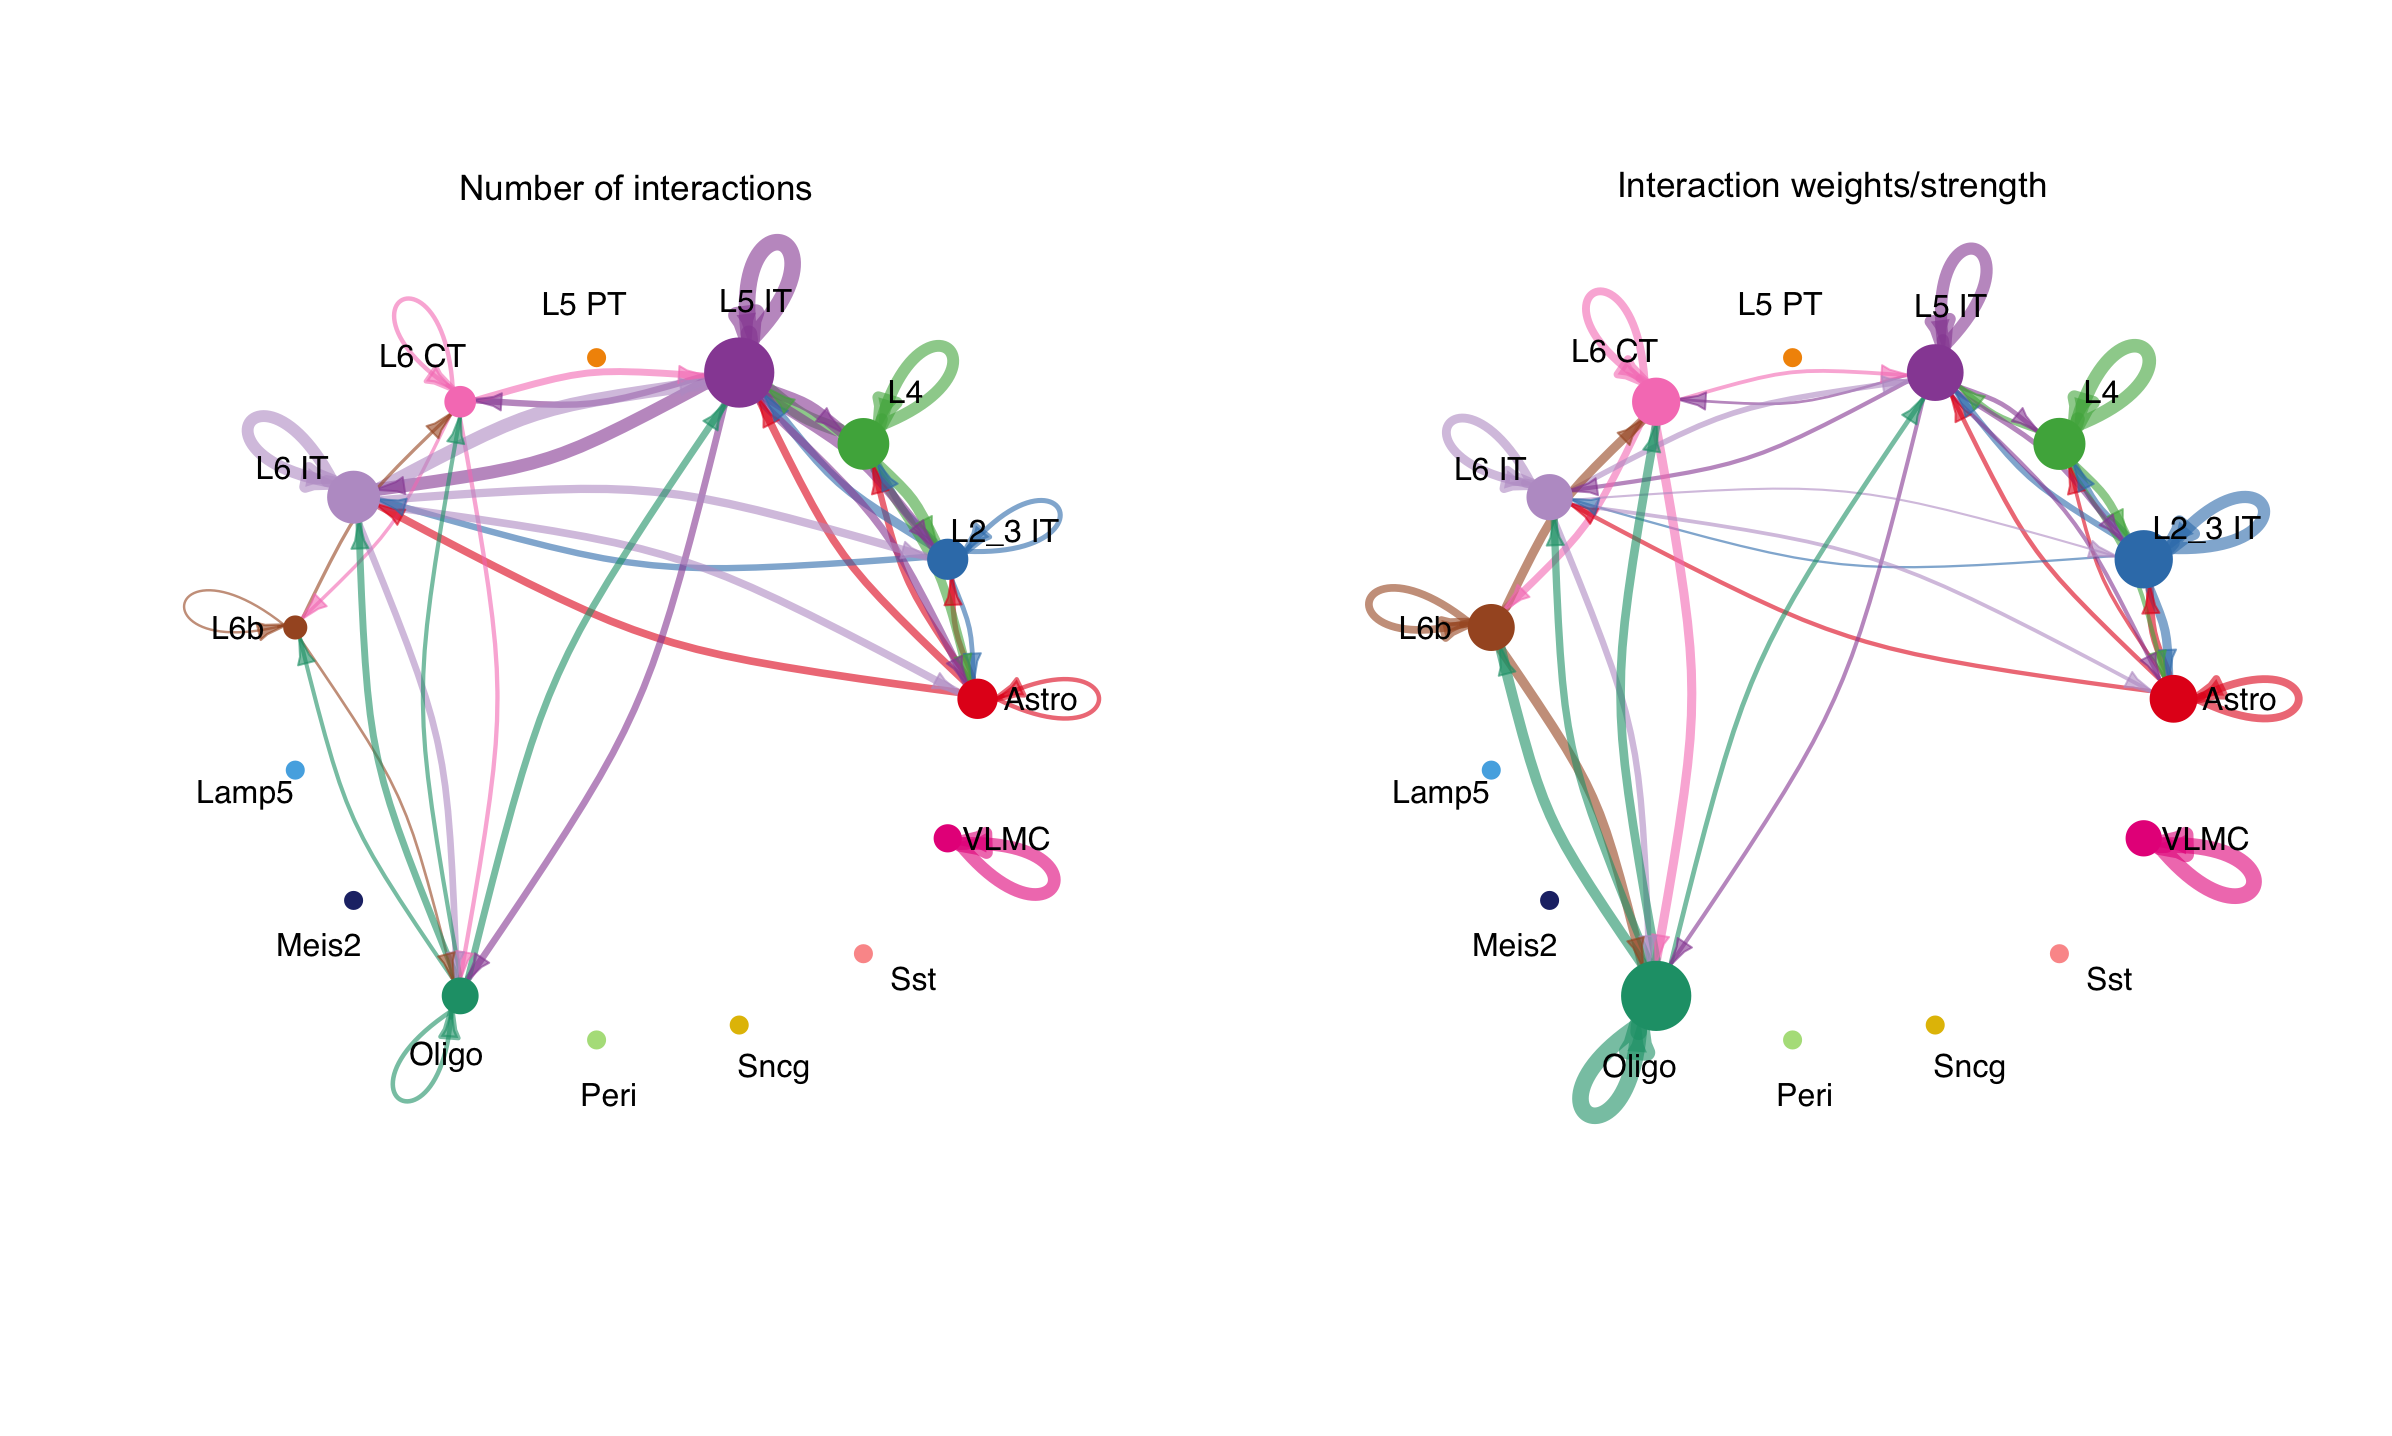 Number of interactions
L5 PT
L5 IT
L6 CT
L4
L6 IT
L2_3 IT
L6b
Astro
Lamp5
VLMC
Meis2
Sst
Oligo
Sncg
Peri
Interaction weights/strength
L5 PT
L5 IT
L6 CT
L4
L6 IT
L2_3 IT
L6b
Astro
Lamp5
VLMC
Meis2
Sst
Oligo
Sncg
Peri